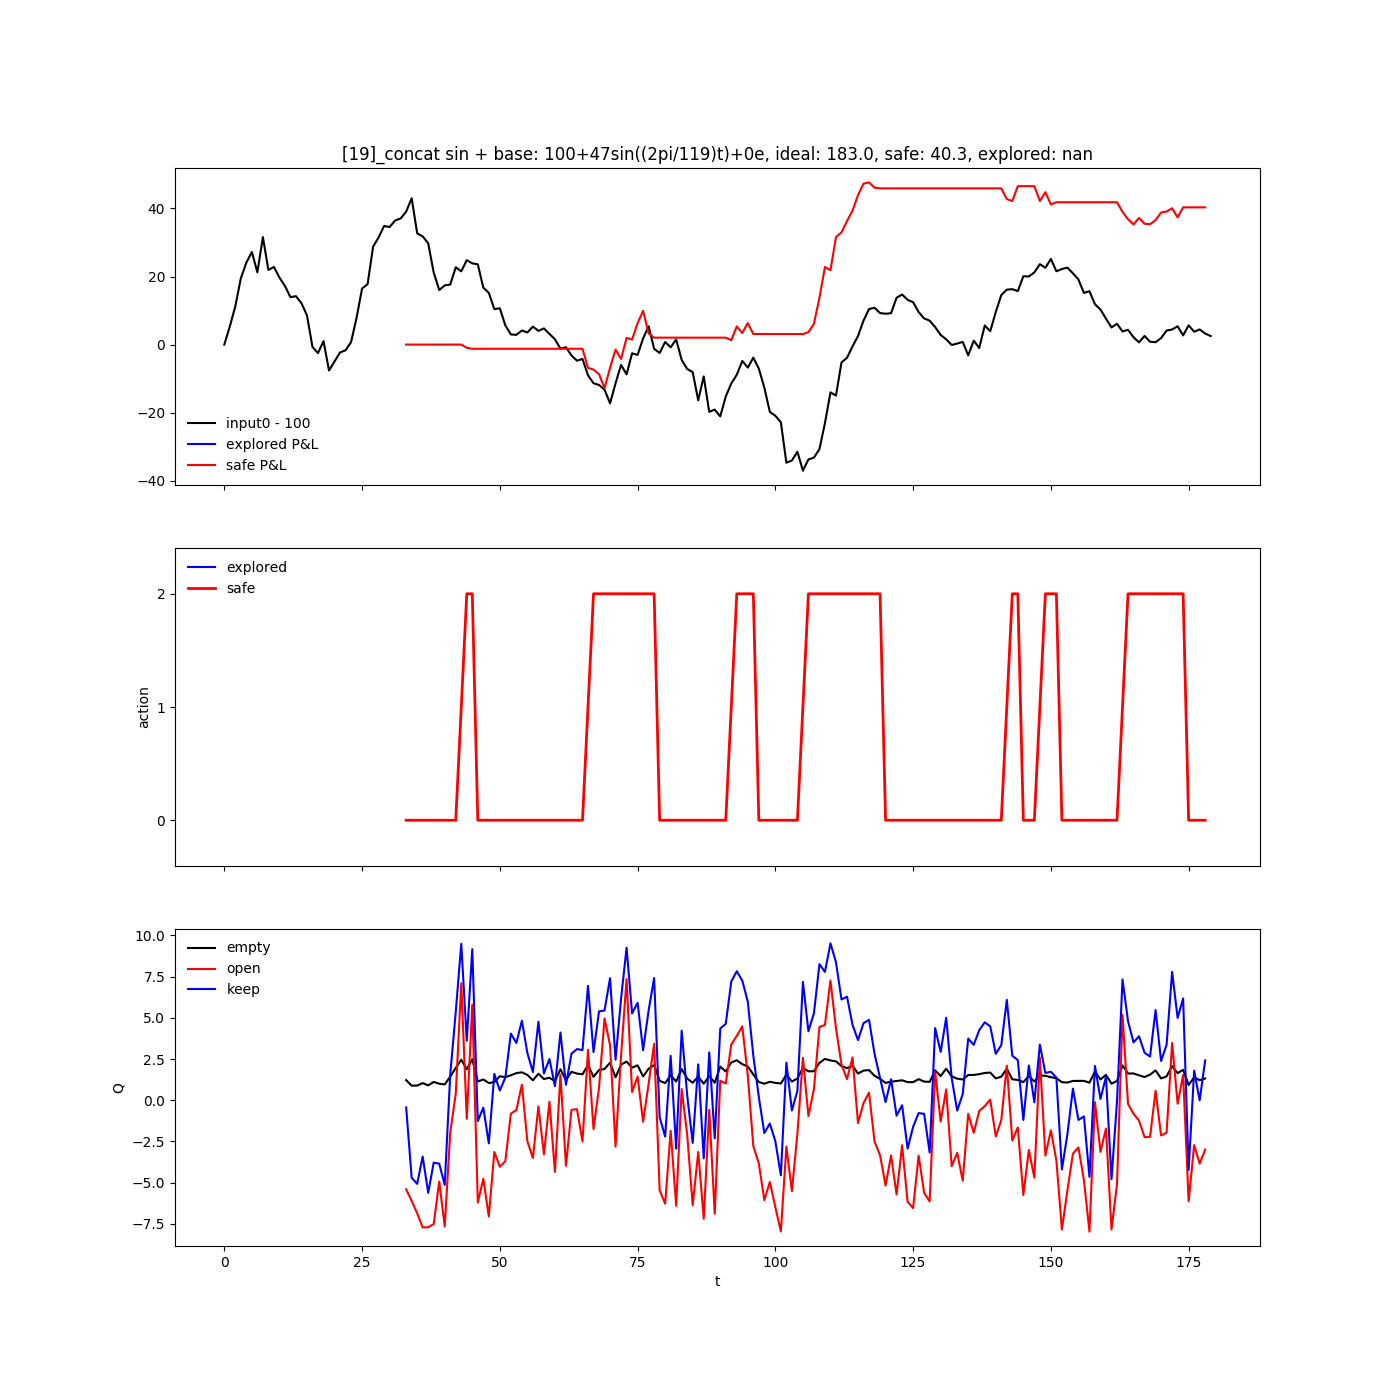 [19]_concat sin + base: 100+47sin((2pi/119)t)+0e, ideal: 183.0, safe: 40.3, explored: nan
40
20
0
−20
−40
input0 - 100
explored P&L
safe P&L
2
1
0
action
explored
safe
10.0
7.5
5.0
2.5
0.0
−2.5
−5.0
−7.5
Q
empty
open
keep
0 25 50 75 100 125 150 175
t